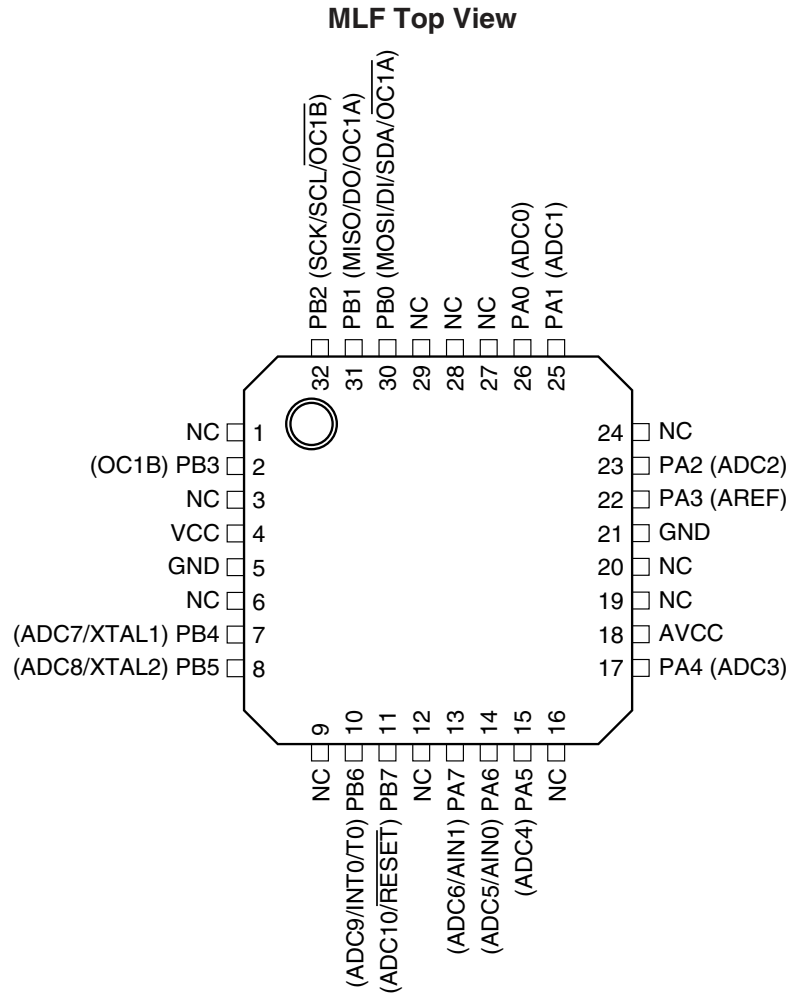 MLF Top View
PB2 (SCK/SCL/OC1B)
PB1 (MISO/DO/OC1A)
PB0 (MOSI/DI/SDA/OC1A)
NC
NC
NC
PA0 (ADC0)
PA1 (ADC1)
32
31
30
29
28
27
26
25
NC 1
(OC1B) PB3 2
NC 3
VCC 4
GND 5
NC 6
(ADC7/XTAL1) PB4 7
(ADC8/XTAL2) PB5 8
24 NC
23 PA2 (ADC2)
22 PA3 (AREF)
21 GND
20 NC
19 NC
18 AVCC
17 PA4 (ADC3)
9
10
11
12
13
14
15
16
NC
(ADC9/INT0/T0) PB6
(ADC10/RESET) PB7
NC
(ADC6/AIN1) PA7
(ADC5/AIN0) PA6
(ADC4) PA5
NC